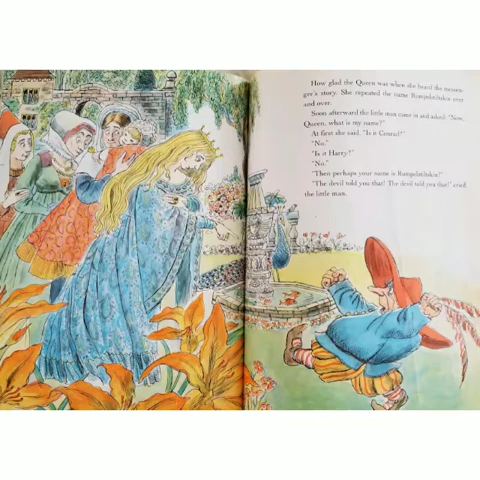 How glad the Queen was when she heard the messen-
ger's story. She repeated the name Rumpelstiltskin over
and over.
Soon afterward the little man came in and asked: "Now,
Queen, what is my name?"
At first she said, "Is it Conrad?"
"No."
"Is it Harry?"
"No."
"Then perhaps your name is Rumpelstiltskin?"
"The devil told you that! The devil told you that!" cried
the little man.